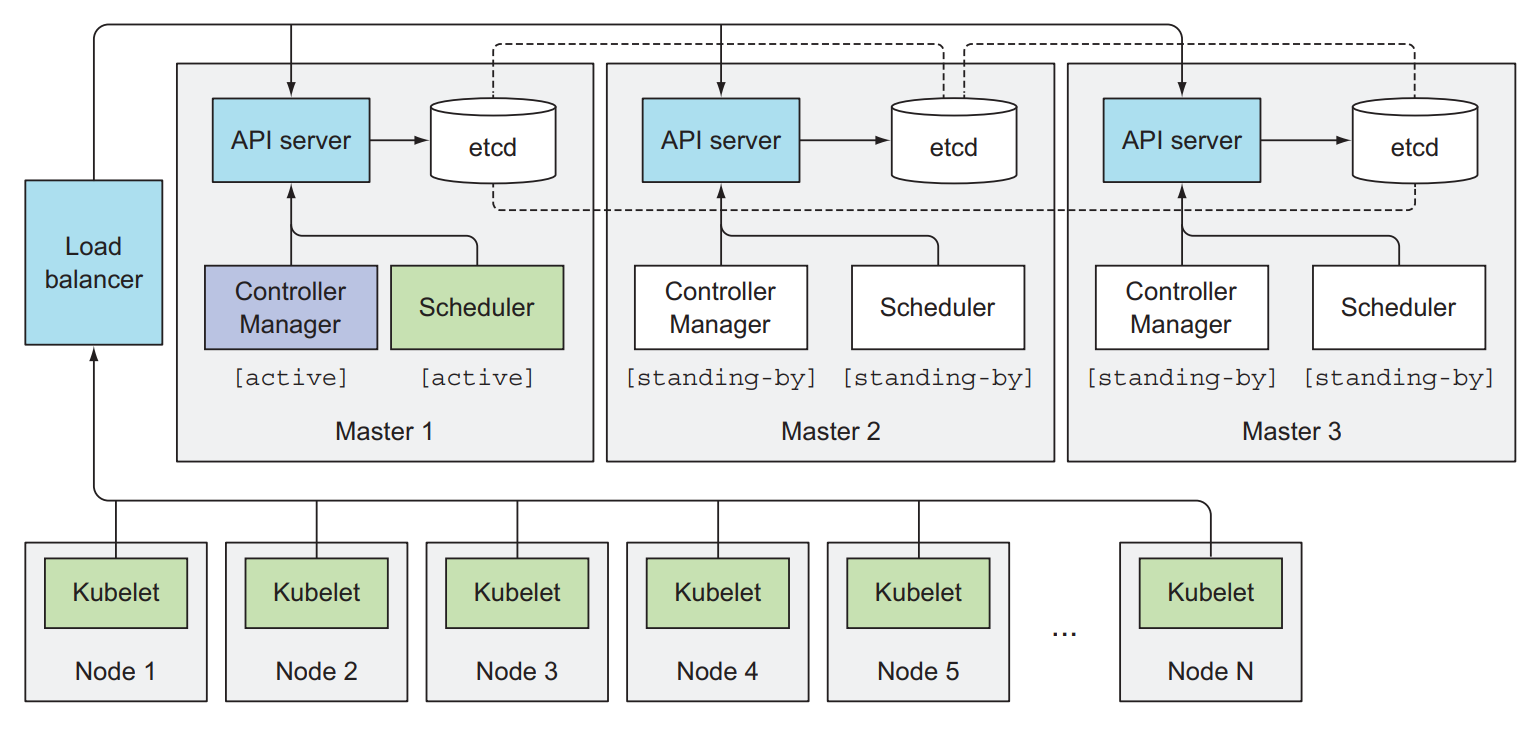 API server
etcd
API server
etcd
API server
etcd
Load
balancer
Controller
Manager
Scheduler
Controller
Manager
Scheduler
Controller
Manager
Scheduler
[active]
[active]
[standing-by]
[standing-by]
[standing-by]
[standing-by]
Master 1
Master 2
Master 3
Kubelet
Kubelet
Kubelet
Kubelet
Kubelet
...
Kubelet
Node 1
Node 2
Node 3
Node 4
Node 5
Node N